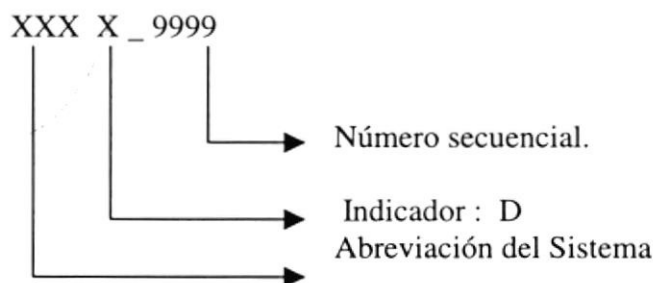 XXX X _ 9999
Número secuencial.
Indicador : D
Abreviación del Sistema